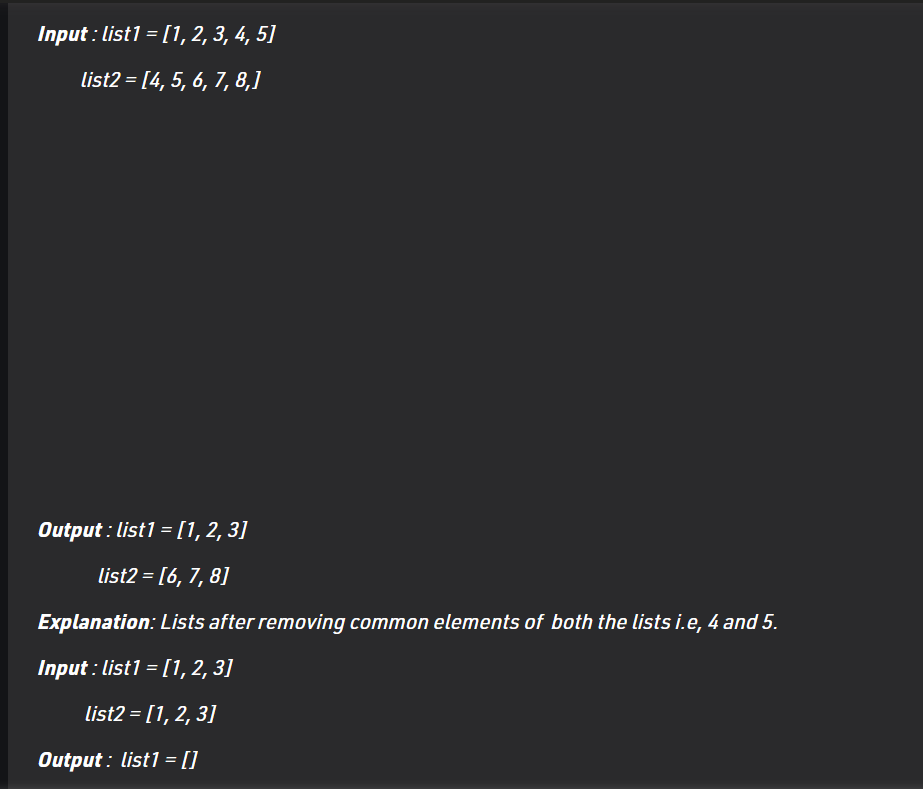 Input : list1 = [1, 2, 3, 4, 5]
list2 = [4, 5, 6, 7, 8,]
Output : list1 = [1, 2, 3]
list2 = [6, 7, 8]
Explanation: Lists after removing common elements of both the lists i.e, 4 and 5.
Input : list1 = [1, 2, 3]
list2 = [1, 2, 3]
Output : list1 = []